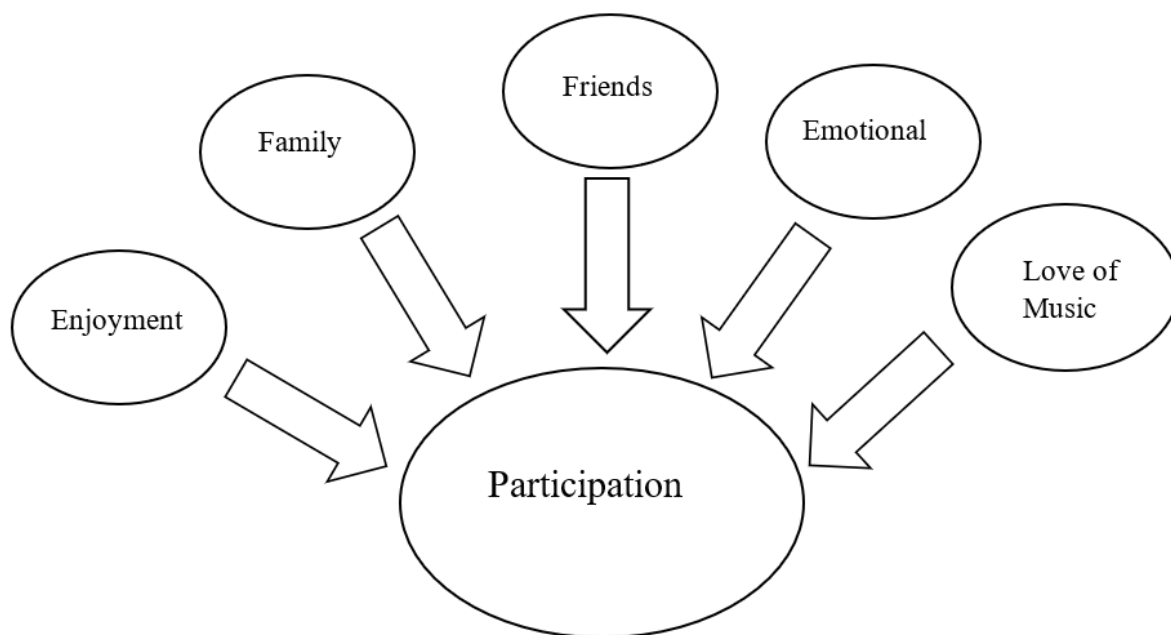 Enjoyment
Family
Friends
Emotional
Love of
Music
Participation